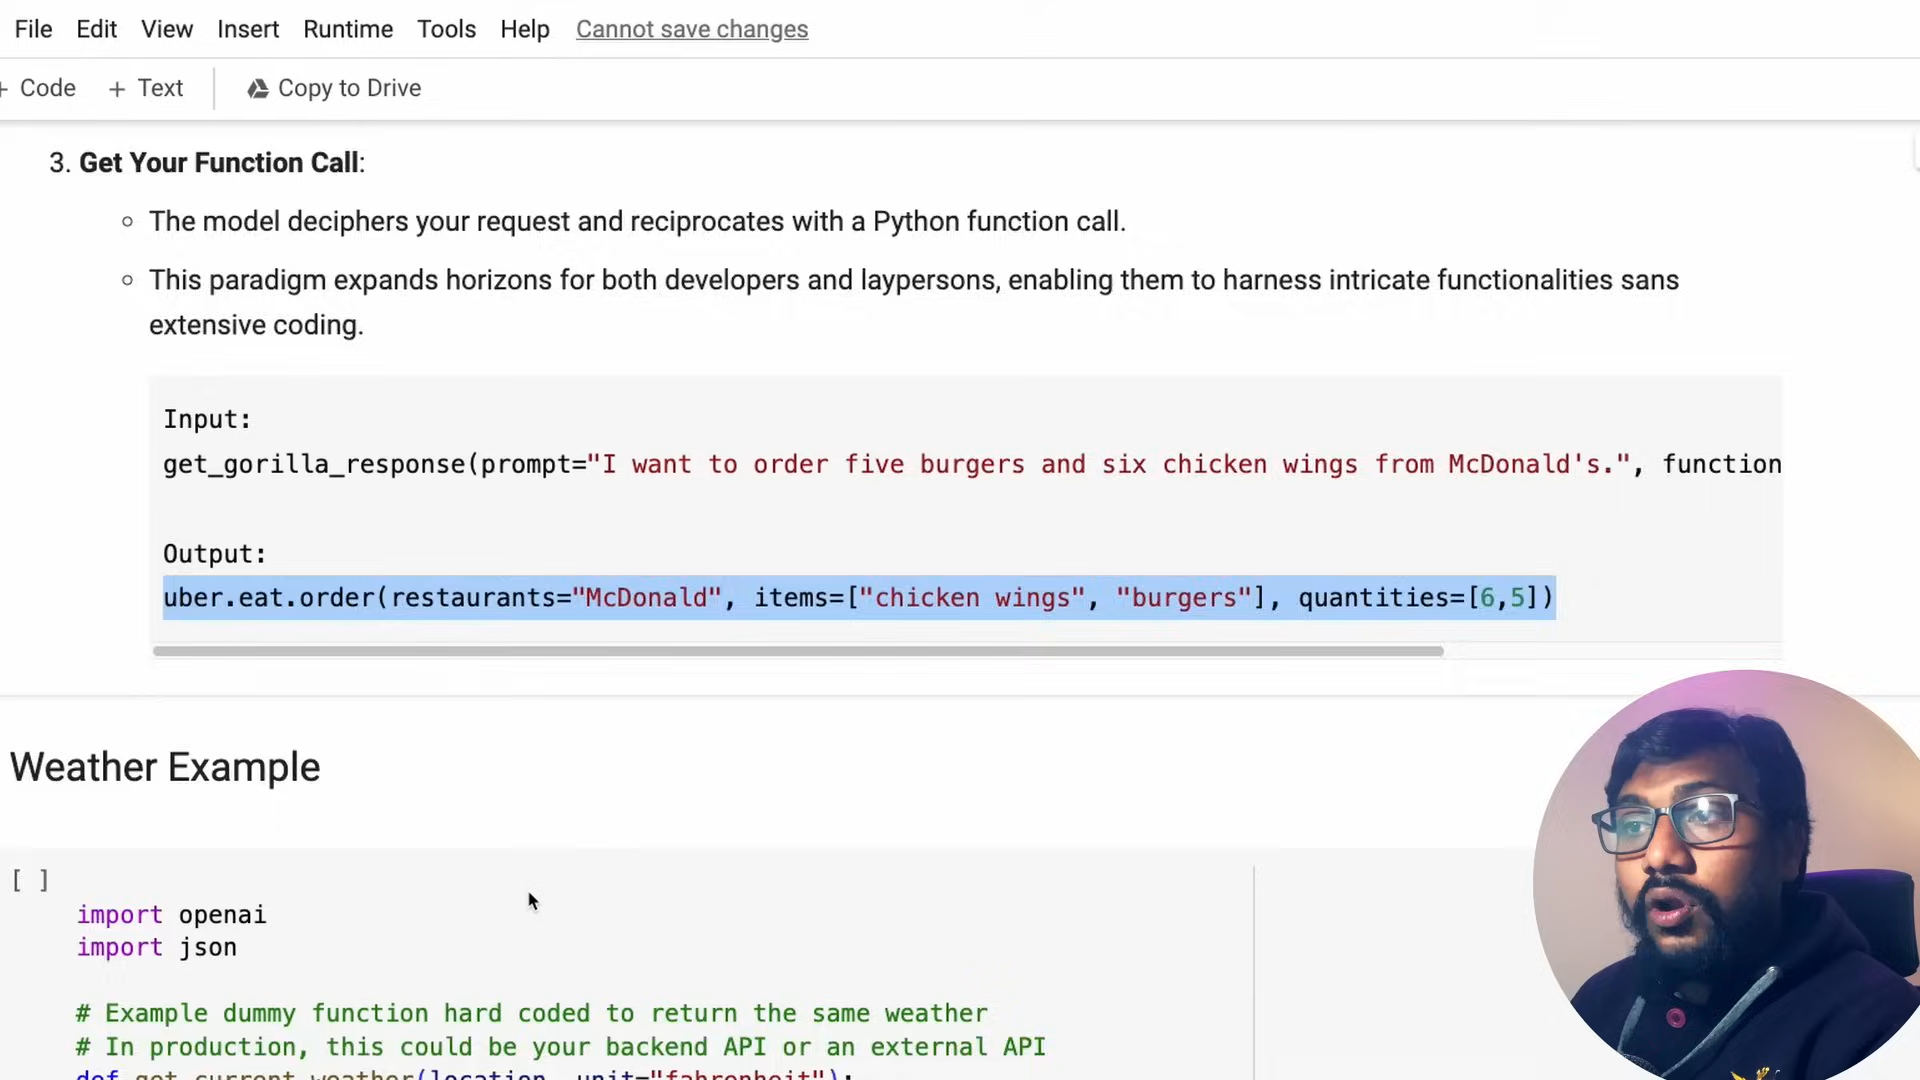 File Edit View Insert Runtime Tools Help Cannot save changes
+ Code + Text Copy to Drive
3. Get Your Function Call:
○ The model deciphers your request and reciprocates with a Python function call.
○ This paradigm expands horizons for both developers and laypersons, enabling them to harness intricate functionalities sans
extensive coding.
Input:
get_gorilla_response(prompt="I want to order five burgers and six chicken wings from McDonald's.", function
Output:
uber.eat.order(restaurants="McDonald", items=["chicken wings", "burgers"], quantities=[6,5])
Weather Example
[ ]
import openai
import json
# Example dummy function hard coded to return the same weather
# In production, this could be your backend API or an external API
def get_current_weather(location, unit="fahrenheit"):